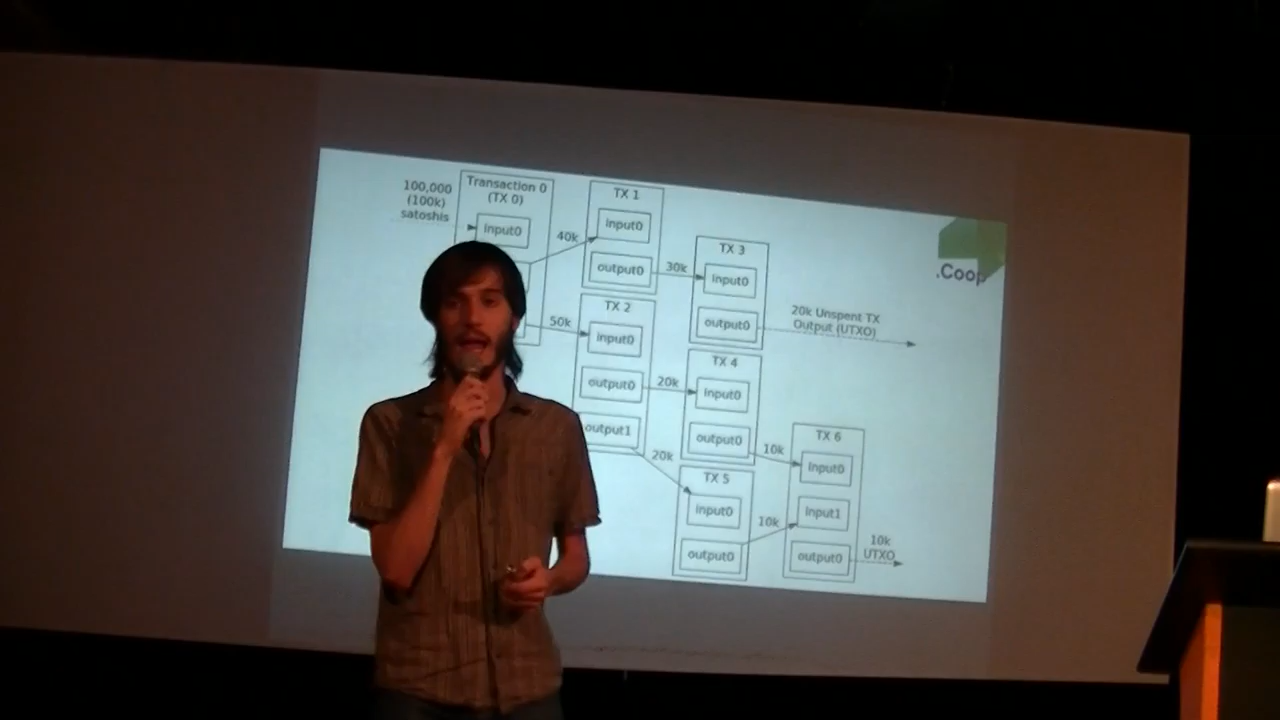 100,000
(100k)
satoshis
Transaction 0
(TX 0)
input0
40k
50k
TX 1
input0
output0
30k
TX 2
input0
output0
output1
20k
20k
TX 3
input0
output0
20k Unspent TX
Output (UTXO)
TX 4
input0
output0
10k
TX 5
input0
output0
10k
TX 6
input0
input1
output0
10k
UTXO
.Coop